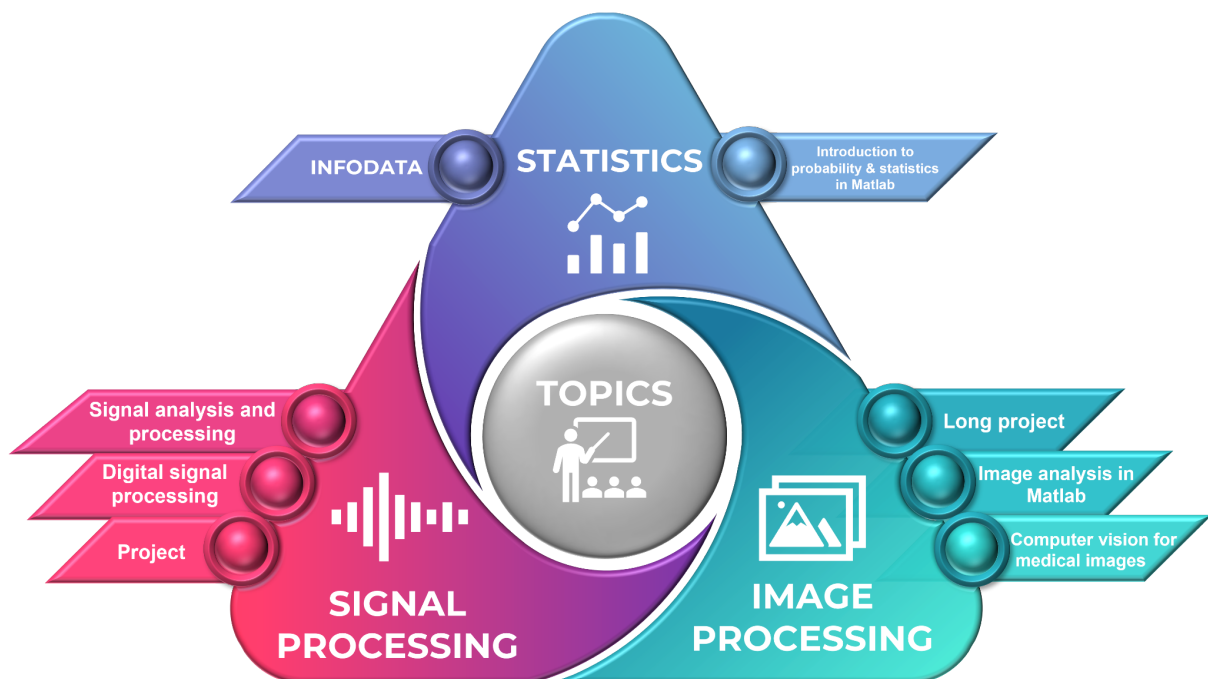 INFODATA
STATISTICS
Introduction to
probability & statistics
in Matlab
TOPICS
Signal analysis and
processing
Digital signal
processing
Project
SIGNAL
PROCESSING
Long project
Image analysis in
Matlab
Computer vision for
medical images
IMAGE
PROCESSING